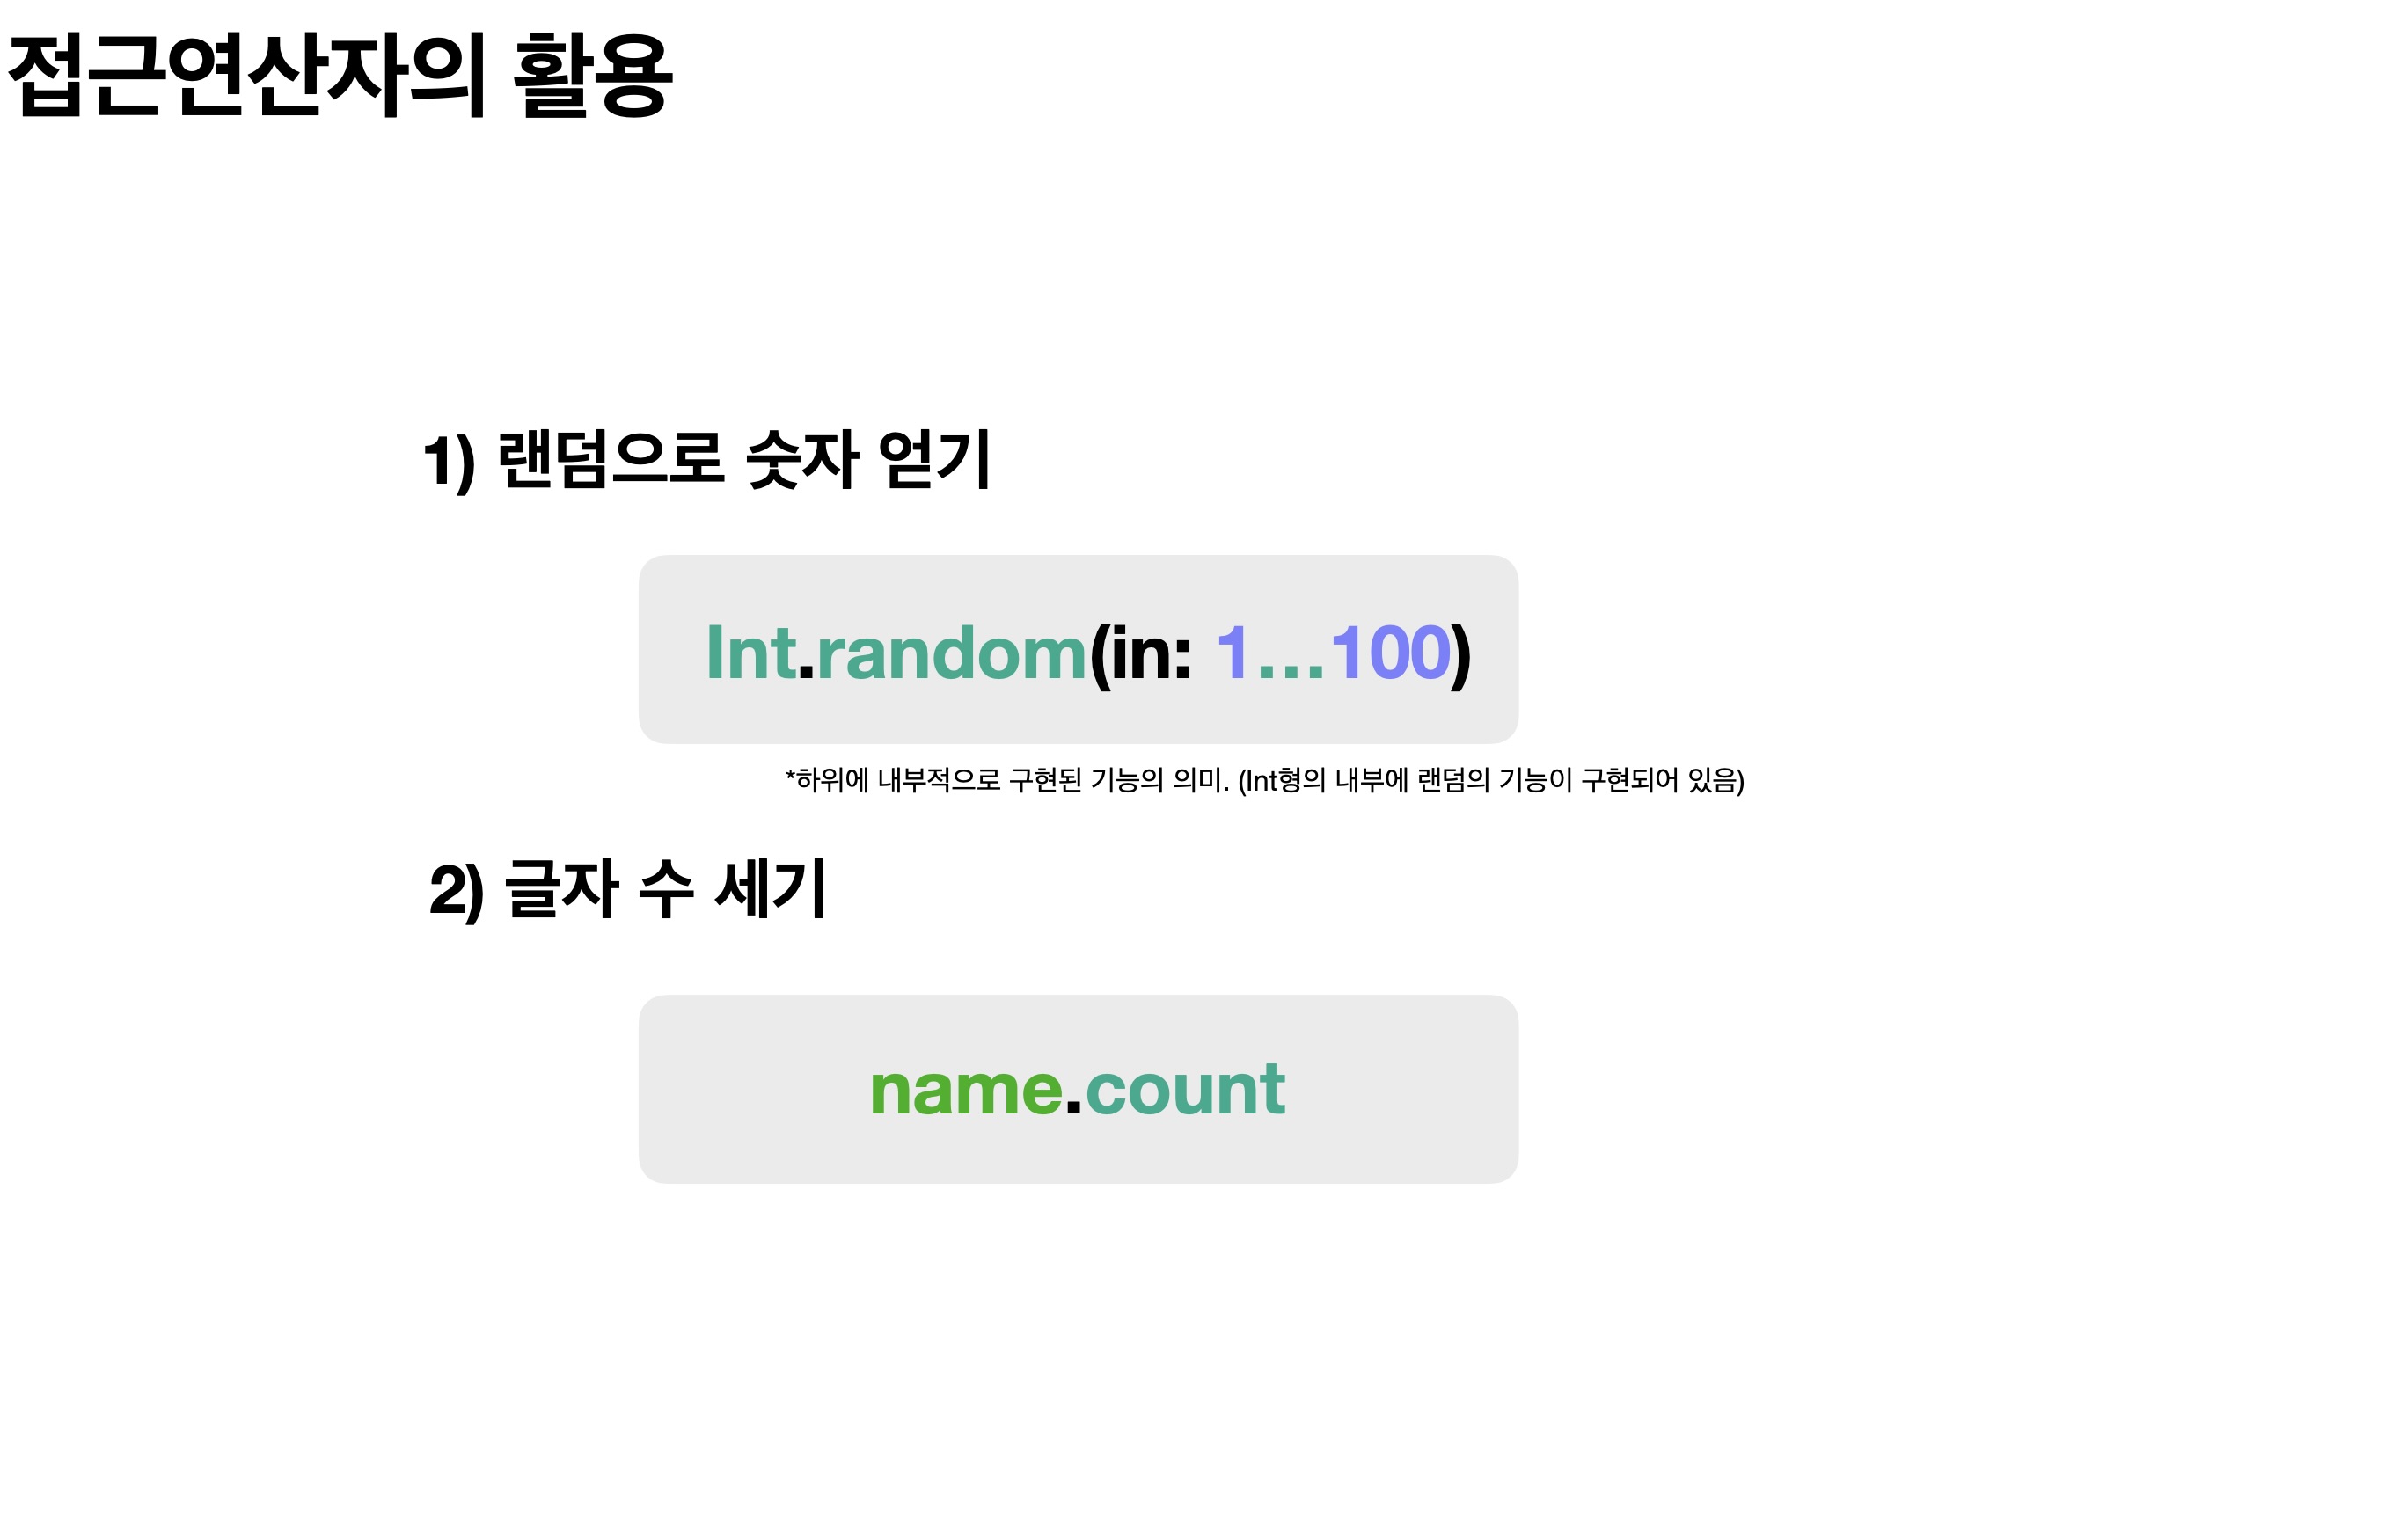 접근연산자의 활용
1) 랜덤으로 숫자 얻기
Int.random(in: 1...100)
*하위에 내부적으로 구현된 기능의 의미. (Int형의 내부에 랜덤의 기능이 구현되어 있음)
2) 글자 수 세기
name.count